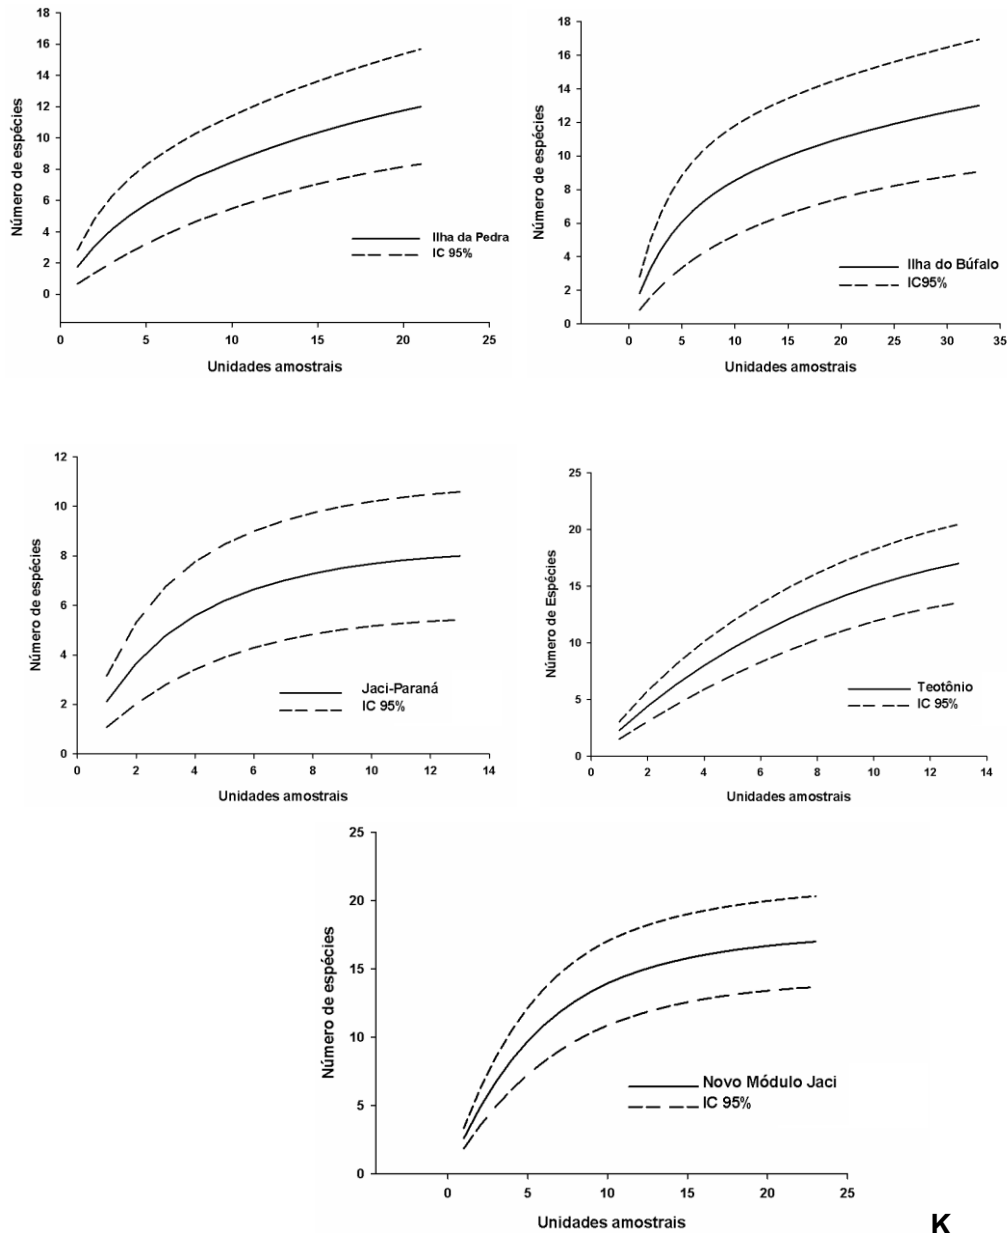 Número de espécies
18
16
14
12
10
8
6
4
2
0
Ilha da Pedra
IC 95%
0 5 10 15 20 25
Unidades amostrais
Número de espécies
18
16
14
12
10
8
6
4
2
0
Ilha do Búfalo
IC95%
0 5 10 15 20 25 30 35
Unidades amostrais
Número de espécies
12
10
8
6
4
2
0
Jaci-Paraná
IC 95%
0 2 4 6 8 10 12 14
Unidades amostrais
Número de Espécies
25
20
15
10
5
0
Teotônio
IC 95%
0 2 4 6 8 10 12 14
Unidades amostrais
Número de espécies
25
20
15
10
5
0
Novo Módulo Jaci
IC 95%
0 5 10 15 20 25
Unidades amostrais
K